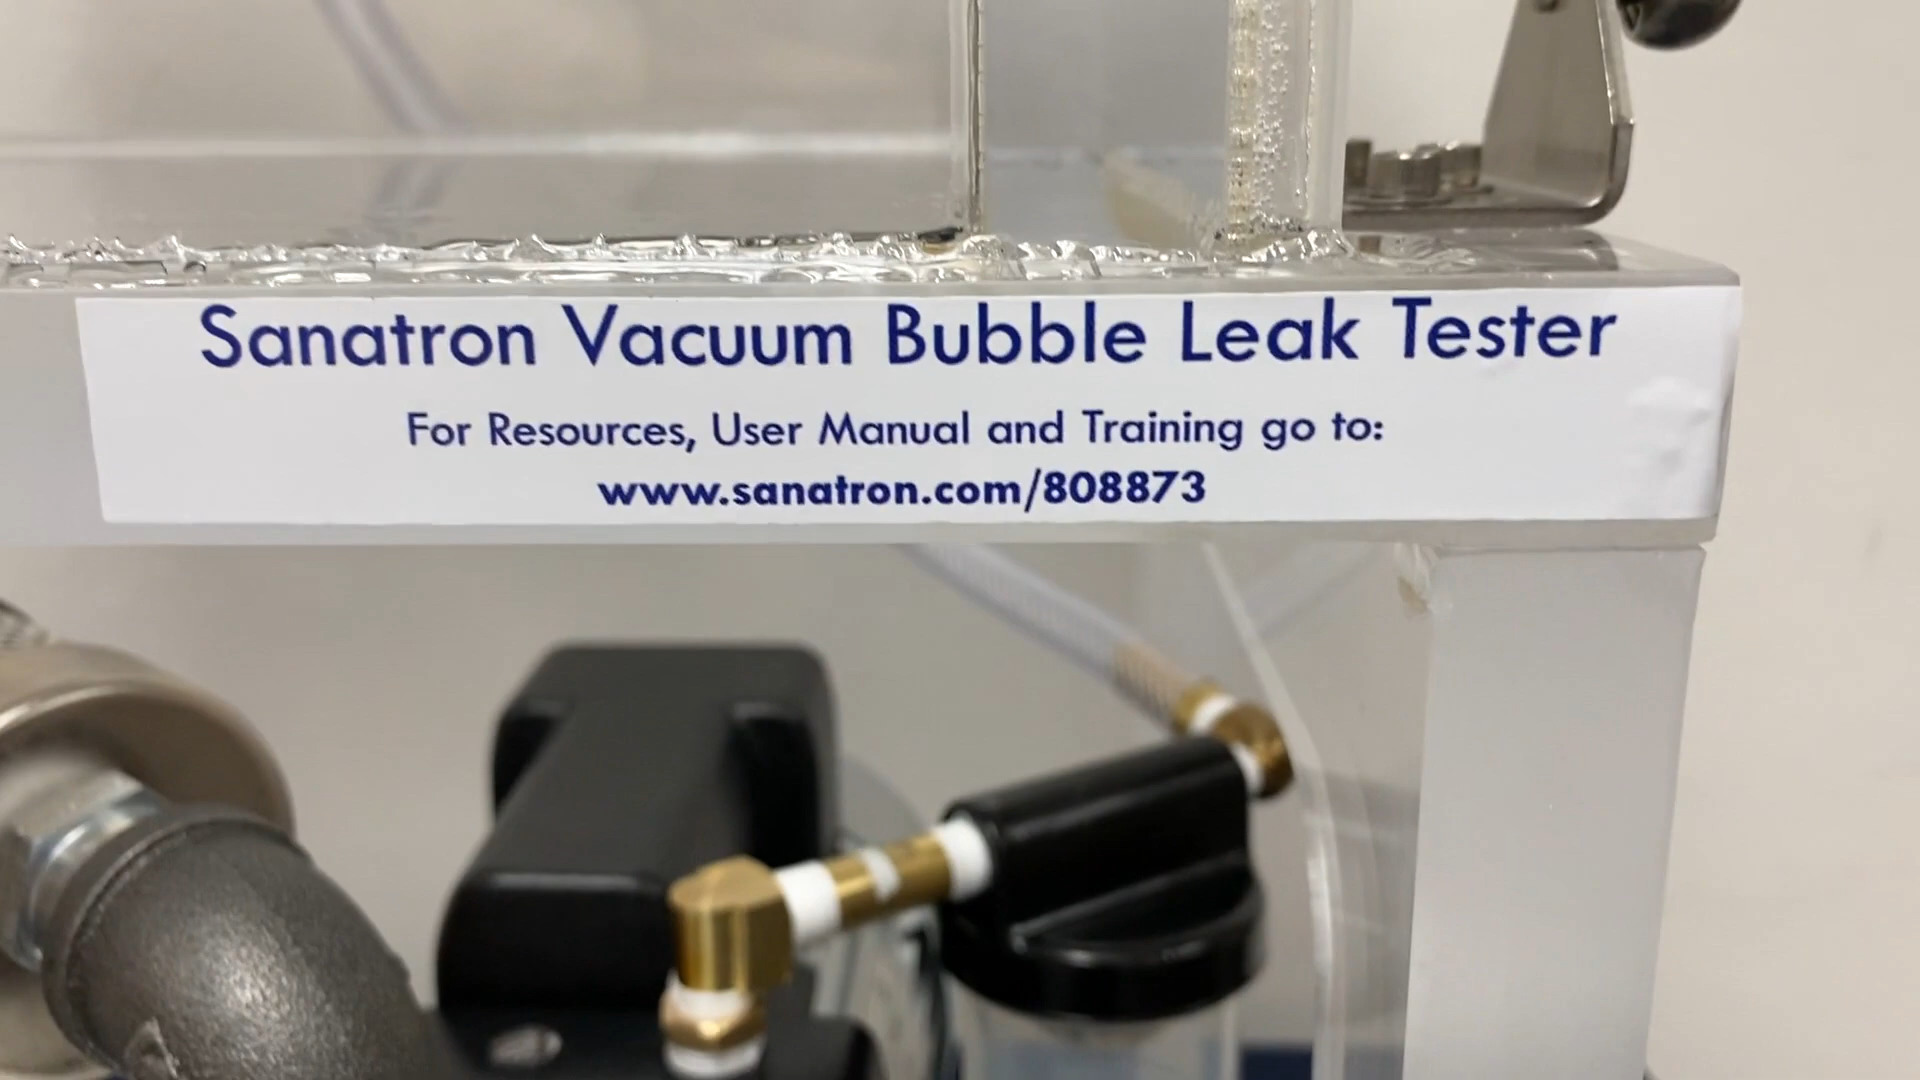 Sanatron Vacuum Bubble Leak Tester
For Resources, User Manual and Training go to:
www.sanatron.com/808873